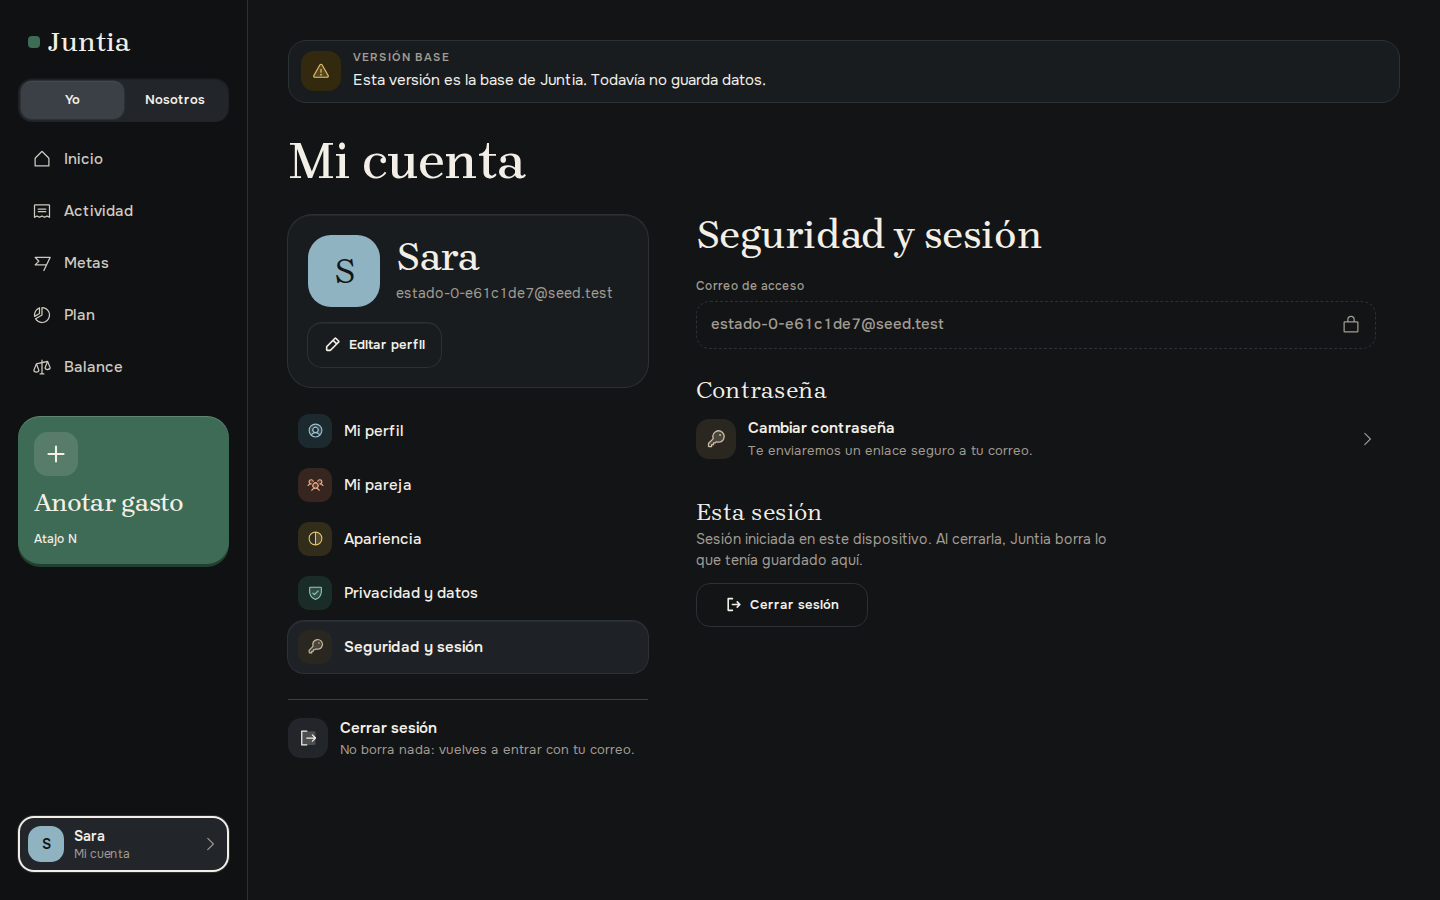 Juntia
Yo
Nosotros
Inicio
Actividad
Metas
Plan
Balance
Anotar gasto
Atajo N
S
Sara
Mi cuenta
VERSIÓN BASE
Esta versión es la base de Juntia. Todavía no guarda datos.
Mi cuenta
S
Sara
estado-0-e61c1de7@seed.test
Editar perfil
Mi perfil
Mi pareja
Apariencia
Privacidad y datos
Seguridad y sesión
Cerrar sesión
No borra nada: vuelves a entrar con tu correo.
Seguridad y sesión
Correo de acceso
estado-0-e61c1de7@seed.test
Contraseña
Cambiar contraseña
Te enviaremos un enlace seguro a tu correo.
Esta sesión
Sesión iniciada en este dispositivo. Al cerrarla, Juntia borra lo
que tenía guardado aquí.
Cerrar sesión